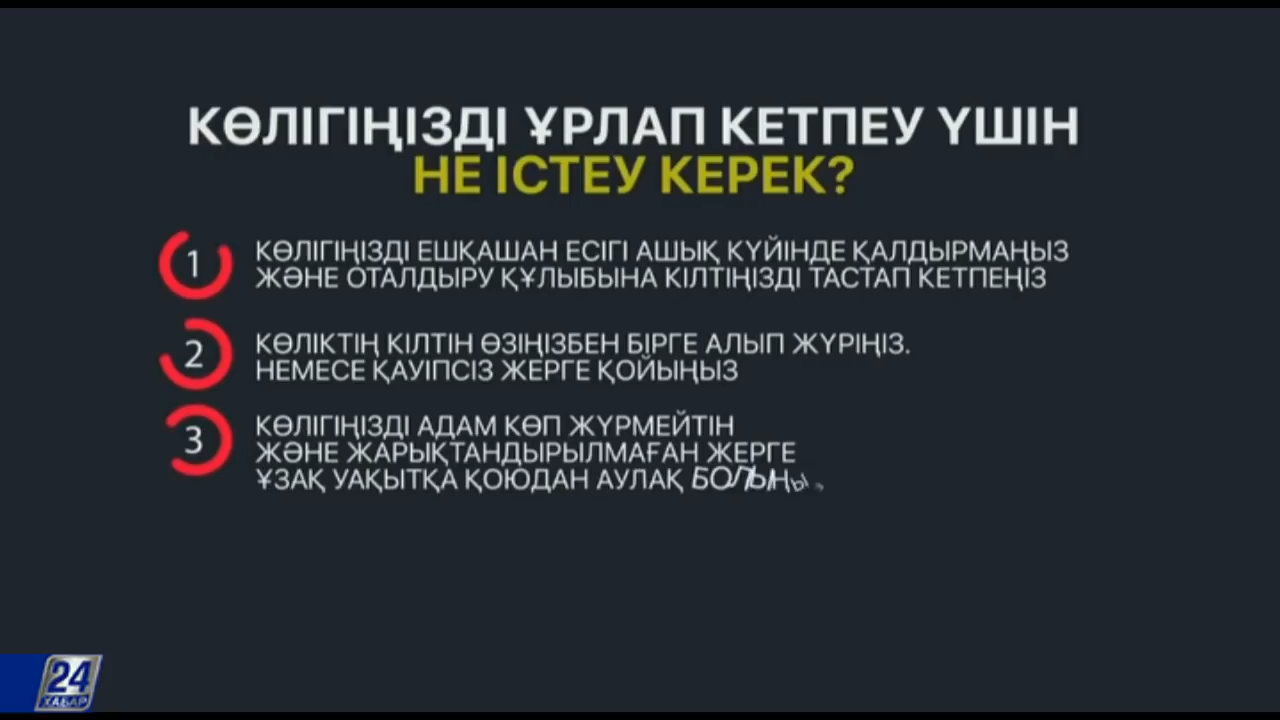 КӨЛІГІҢІЗДІ ҰРЛАП КЕТПЕУ ҮШІН
НЕ ІСТЕУ КЕРЕК?
1 КӨЛІГІҢІЗДІ ЕШҚАШАН ЕСІГІ АШЫҚ КҮЙІНДЕ ҚАЛДЫРМАҢЫЗ
ЖӘНЕ ОТАЛДЫРУ ҚҰЛЫБЫНА КІЛТІҢІЗДІ ТАСТАП КЕТПЕҢІЗ
2 КӨЛІКТІҢ КІЛТІН ӨЗІҢІЗБЕН БІРГЕ АЛЫП ЖҮРІҢІЗ.
НЕМЕСЕ ҚАУІПСІЗ ЖЕРГЕ ҚОЙЫҢЫЗ
3 КӨЛІГІҢІЗДІ АДАМ КӨП ЖҮРМЕЙТІН
ЖӘНЕ ЖАРЫҚТАНДЫРЫЛМАҒАН ЖЕРГЕ
ҰЗАҚ УАҚЫТҚА ҚОЮДАН АУЛАҚ
24
ХАБАР